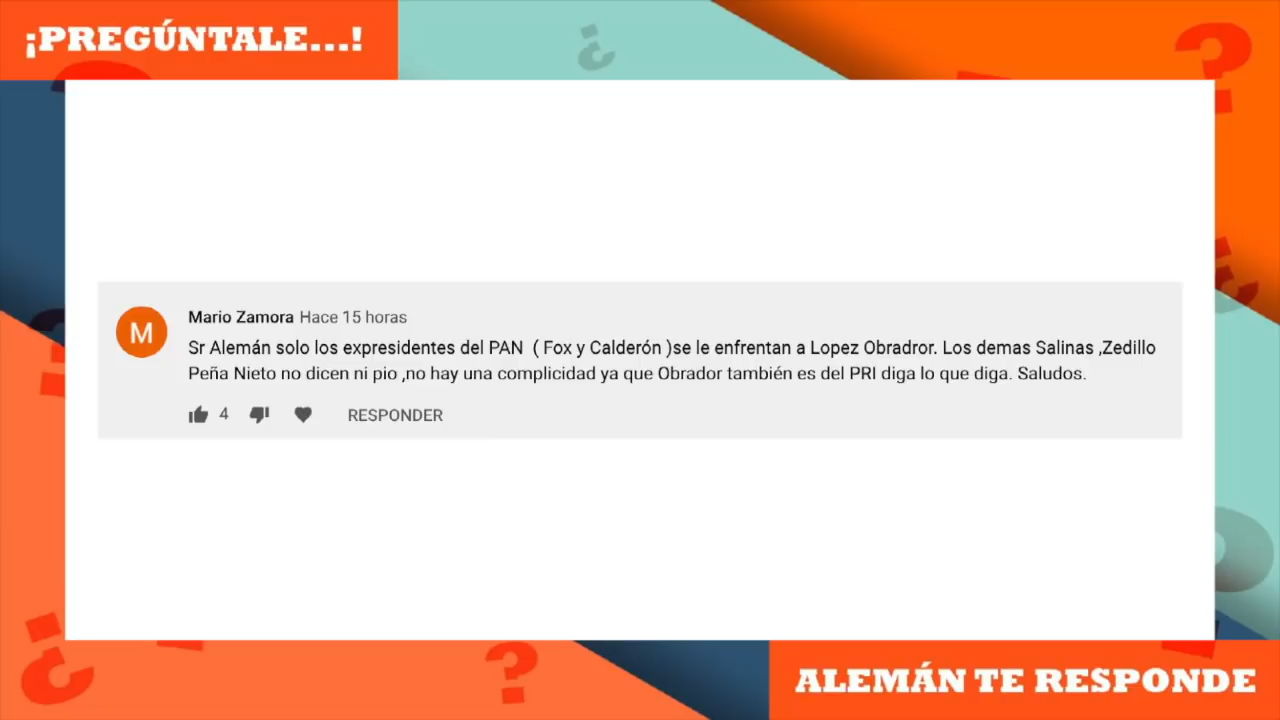 ¡PREGÚNTALE...!
M
Mario Zamora Hace 15 horas
Sr Alemán solo los expresidentes del PAN ( Fox y Calderón )se le enfrentan a Lopez Obradror. Los demas Salinas ,Zedillo
Peña Nieto no dicen ni pio ,no hay una complicidad ya que Obrador también es del PRI diga lo que diga. Saludos.
4 RESPONDER
ALEMÁN TE RESPONDE